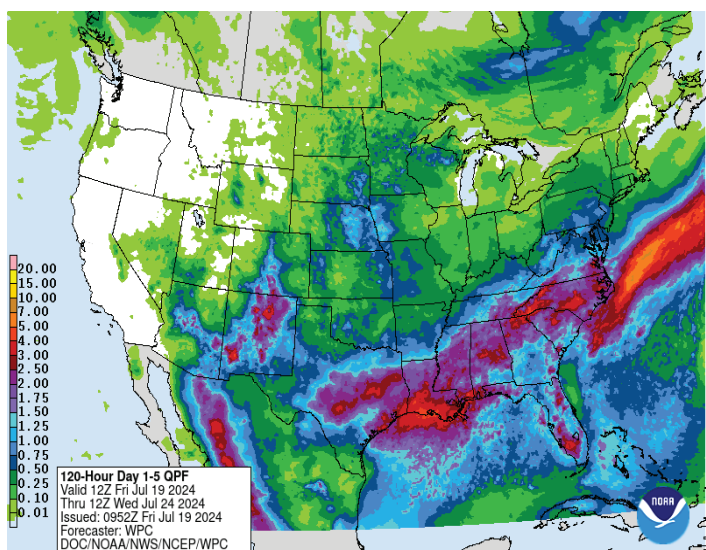 20.00
15.00
10.00
7.00
5.00
4.00
3.00
2.50
2.00
1.75
1.50
1.25
1.00
0.75
0.50
0.25
0.10
0.01
120-Hour Day 1-5 QPF
Valid 12Z Fri Jul 19 2024
Thru 12Z Wed Jul 24 2024
Issued: 0952Z Fri Jul 19 2024
Forecaster: WPC
DOC/NOAA/NWS/NCEP/WPC
NOAA